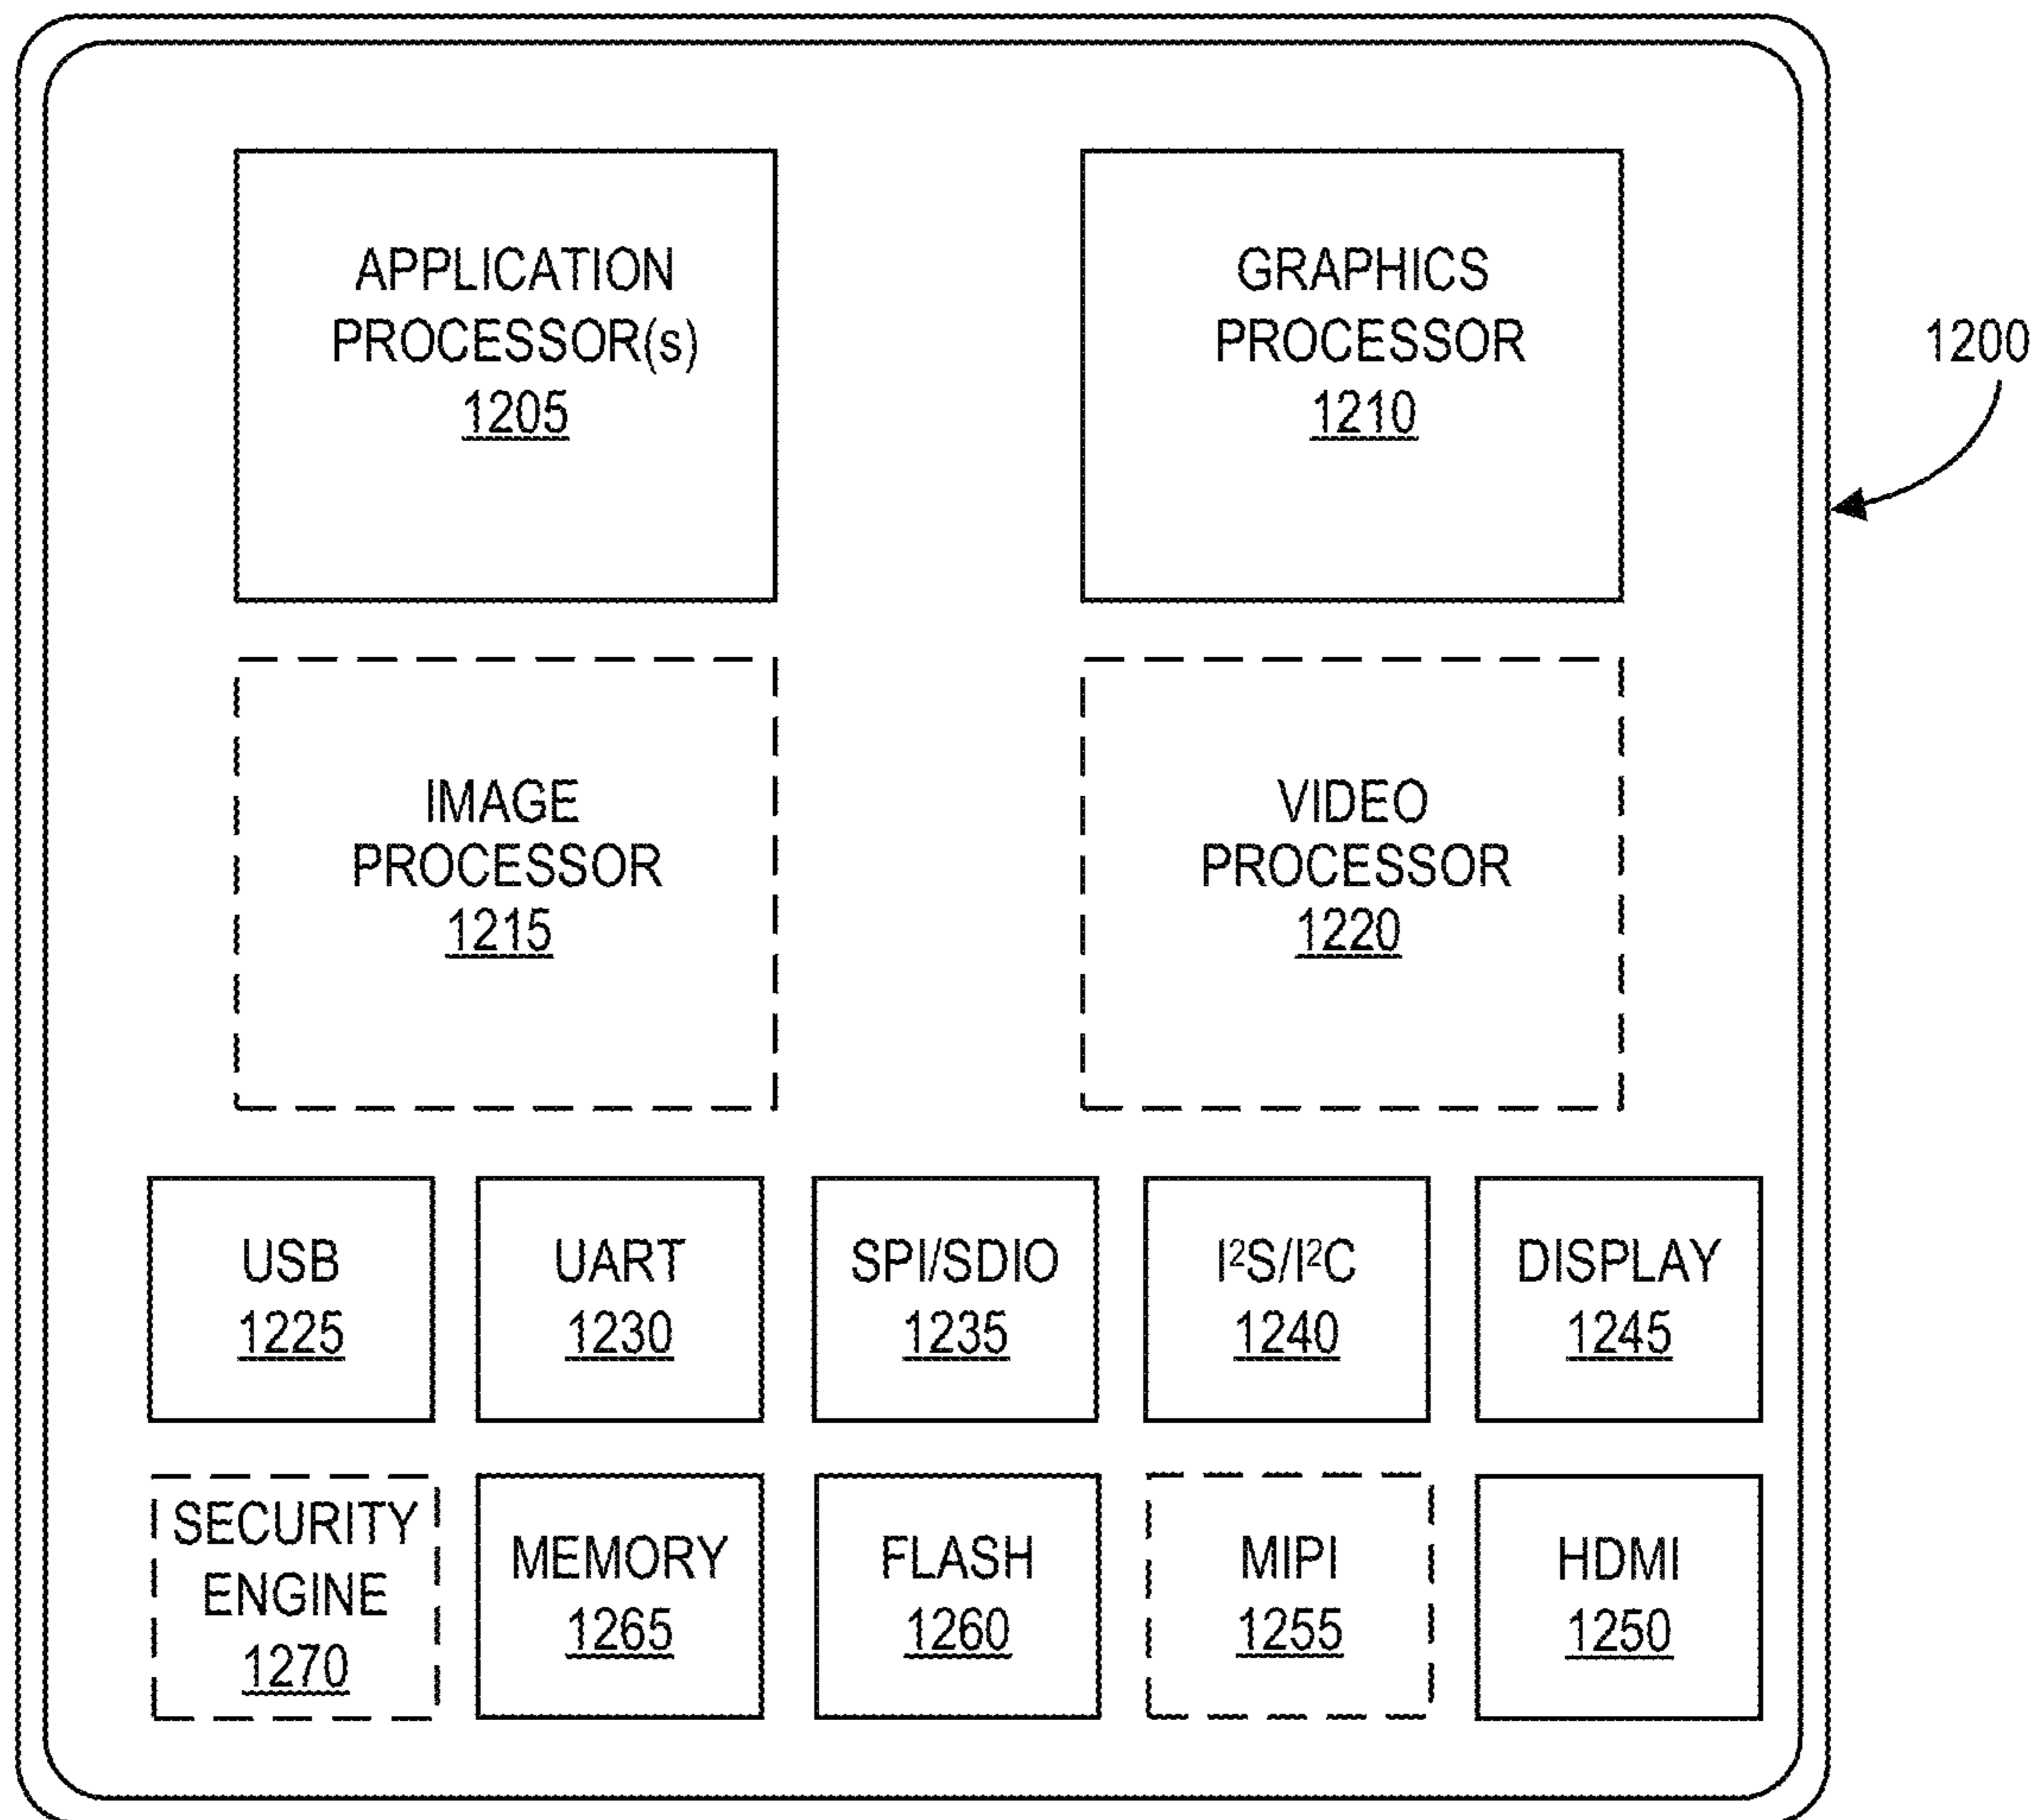 APPLICATION
PROCESSOR(s)
1205
GRAPHICS
PROCESSOR
1210
1200
IMAGE
PROCESSOR
1215
VIDEO
PROCESSOR
1220
USB
1225
UART
1230
SPI/SDIO
1235
I²S/I²C
1240
DISPLAY
1245
SECURITY
ENGINE
1270
MEMORY
1265
FLASH
1260
MIPI
1255
HDMI
1250